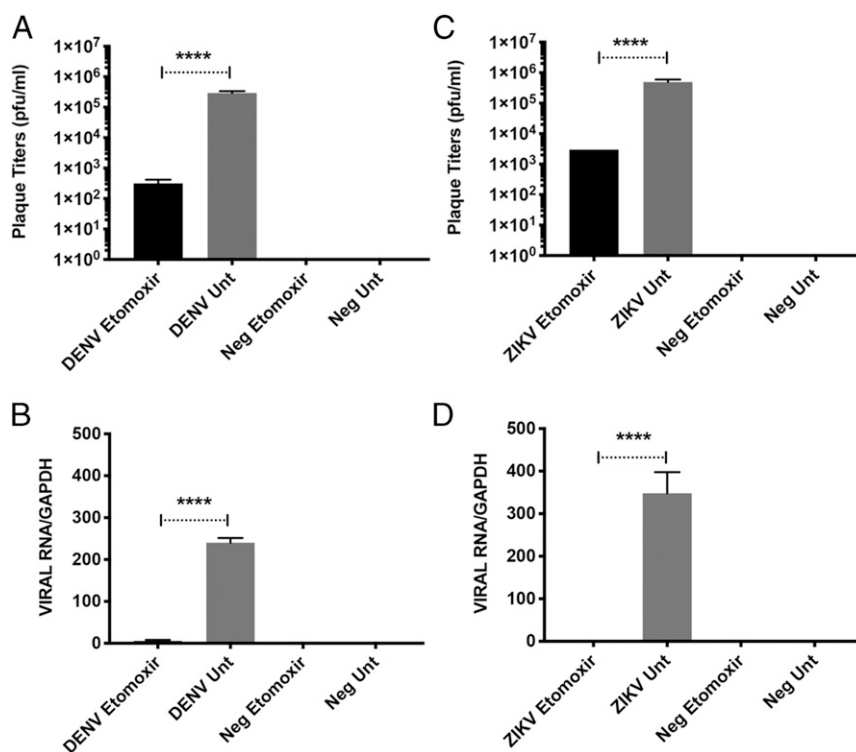 A
Plaque Titers (pfu/ml)
1×10⁷
1×10⁶
1×10⁵
1×10⁴
1×10³
1×10²
1×10¹
1×10⁰
****
DENV Etomoxir
DENV Unt
Neg Etomoxir
Neg Unt
C
Plaque Titers (pfu/ml)
1×10⁷
1×10⁶
1×10⁵
1×10⁴
1×10³
1×10²
1×10¹
1×10⁰
****
ZIKV Etomoxir
ZIKV Unt
Neg Etomoxir
Neg Unt
B
VIRAL RNA/GAPDH
500
400
300
200
100
0
****
DENV Etomoxir
DENV Unt
Neg Etomoxir
Neg Unt
D
VIRAL RNA/GAPDH
500
400
300
200
100
0
****
ZIKV Etomoxir
ZIKV Unt
Neg Etomoxir
Neg Unt